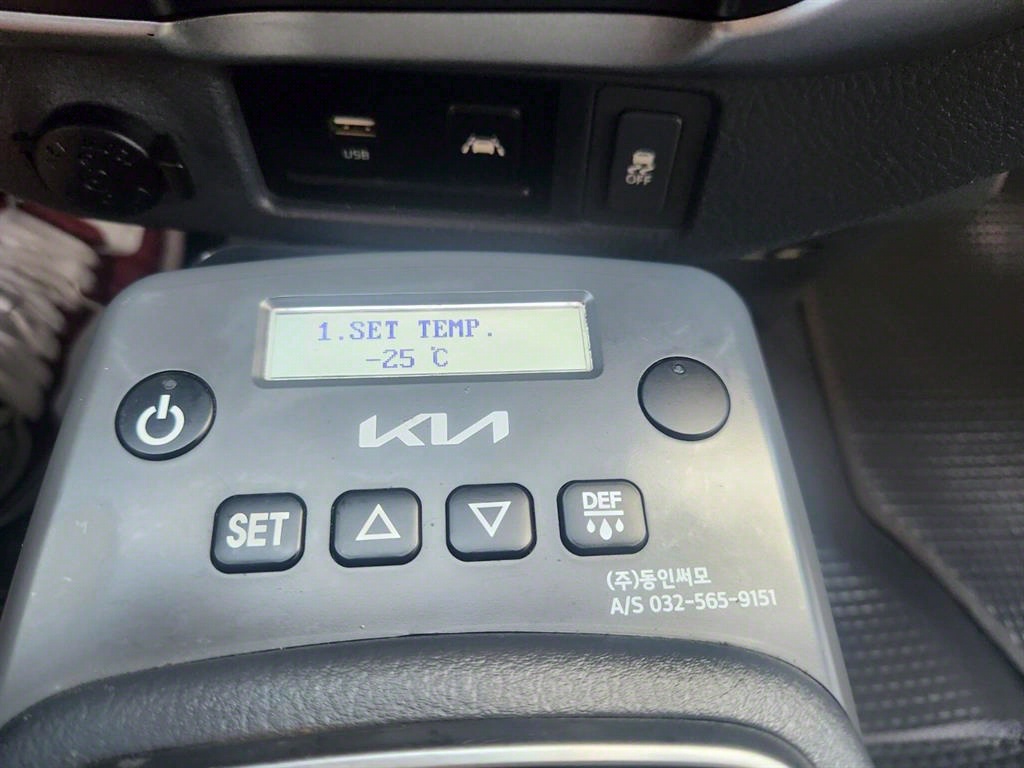 USB
OFF
1.SET TEMP.
-25 ℃
KIA
SET
DEF
(주)동인써모
A/S 032-565-9151